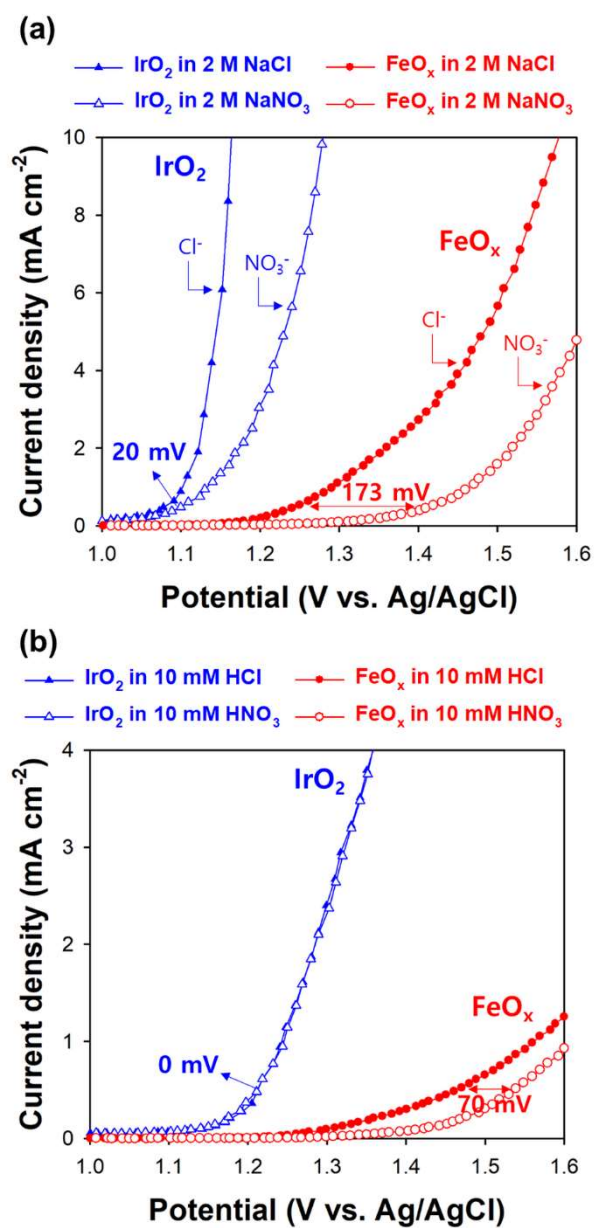 (a)
IrO₂ in 2 M NaCl FeOₓ in 2 M NaCl
IrO₂ in 2 M NaNO₃ FeOₓ in 2 M NaNO₃
10
8
6
4
2
0
Current density (mA cm⁻²)
IrO₂
Cl⁻
NO₃⁻
FeOₓ
Cl⁻
NO₃⁻
20 mV
173 mV
1.0 1.1 1.2 1.3 1.4 1.5 1.6
Potential (V vs. Ag/AgCl)
(b)
IrO₂ in 10 mM HCl FeOₓ in 10 mM HCl
IrO₂ in 10 mM HNO₃ FeOₓ in 10 mM HNO₃
4
3
2
1
0
Current density (mA cm⁻²)
IrO₂
FeOₓ
0 mV
70 mV
1.0 1.1 1.2 1.3 1.4 1.5 1.6
Potential (V vs. Ag/AgCl)